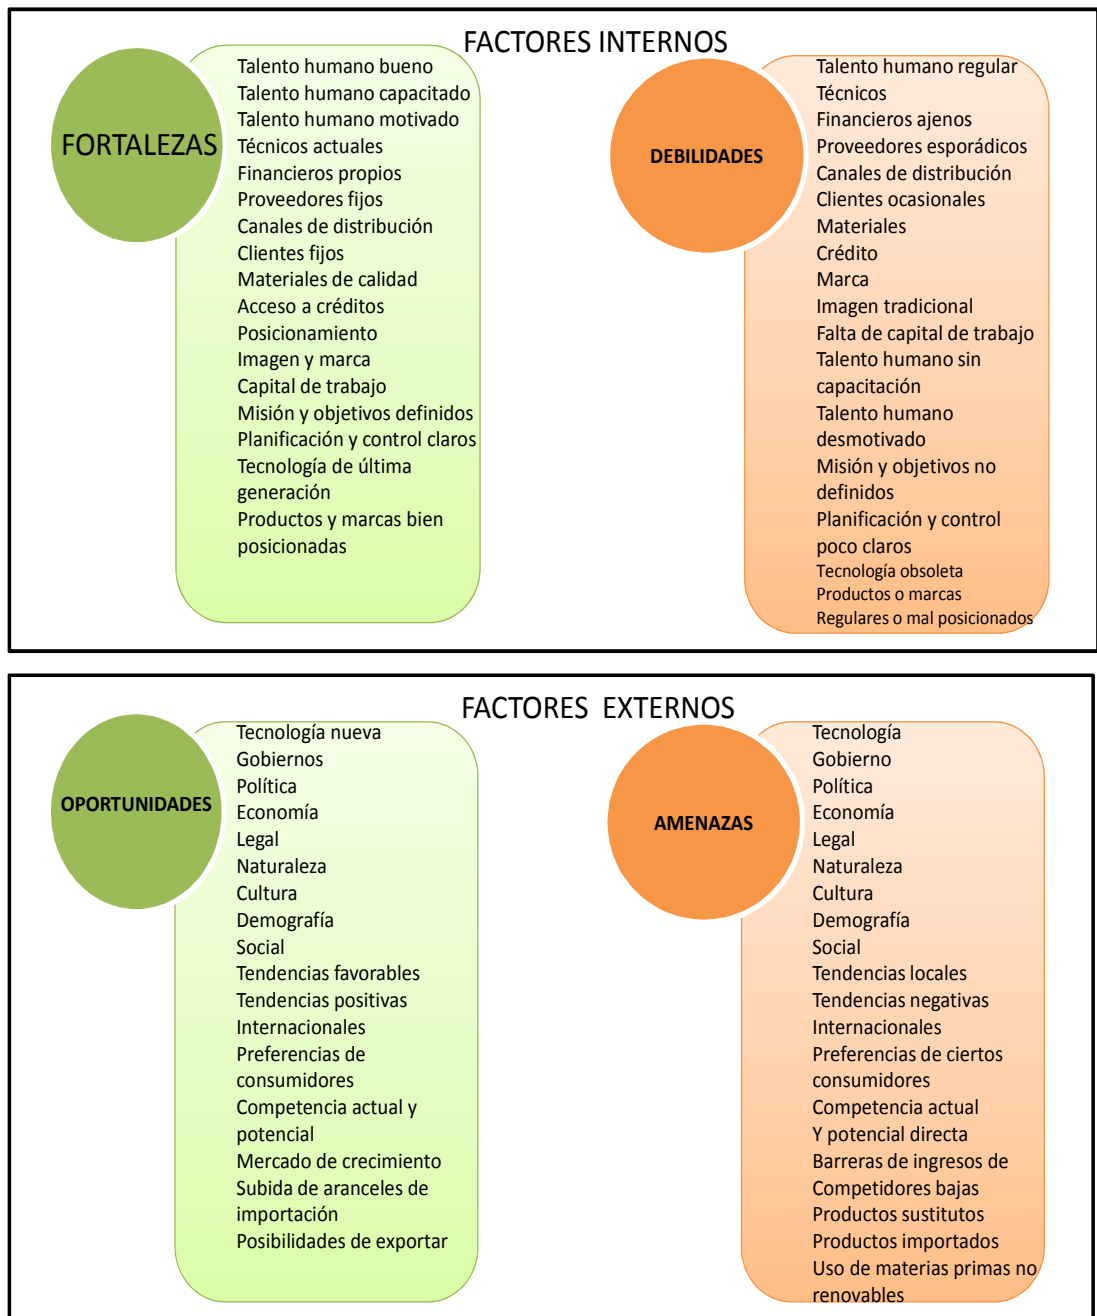 FACTORES INTERNOS
FORTALEZAS
Talento humano bueno
Talento humano capacitado
Talento humano motivado
Técnicos actuales
Financieros propios
Proveedores fijos
Canales de distribución
Clientes fijos
Materiales de calidad
Acceso a créditos
Posicionamiento
Imagen y marca
Capital de trabajo
Misión y objetivos definidos
Planificación y control claros
Tecnología de última
generación
Productos y marcas bien
posicionadas
DEBILIDADES
Talento humano regular
Técnicos
Financieros ajenos
Proveedores esporádicos
Canales de distribución
Clientes ocasionales
Materiales
Crédito
Marca
Imagen tradicional
Falta de capital de trabajo
Talento humano sin
capacitación
Talento humano
desmotivado
Misión y objetivos no
definidos
Planificación y control
poco claros
Tecnología obsoleta
Productos o marcas
Regulares o mal posicionados
FACTORES  EXTERNOS
OPORTUNIDADES
Tecnología nueva
Gobiernos
Política
Economía
Legal
Naturaleza
Cultura
Demografía
Social
Tendencias favorables
Tendencias positivas
Internacionales
Preferencias de
consumidores
Competencia actual y
potencial
Mercado de crecimiento
Subida de aranceles de
importación
Posibilidades de exportar
AMENAZAS
Tecnología
Gobierno
Política
Economía
Legal
Naturaleza
Cultura
Demografía
Social
Tendencias locales
Tendencias negativas
Internacionales
Preferencias de ciertos
consumidores
Competencia actual
Y potencial directa
Barreras de ingresos de
Competidores bajas
Productos sustitutos
Productos importados
Uso de materias primas no
renovables